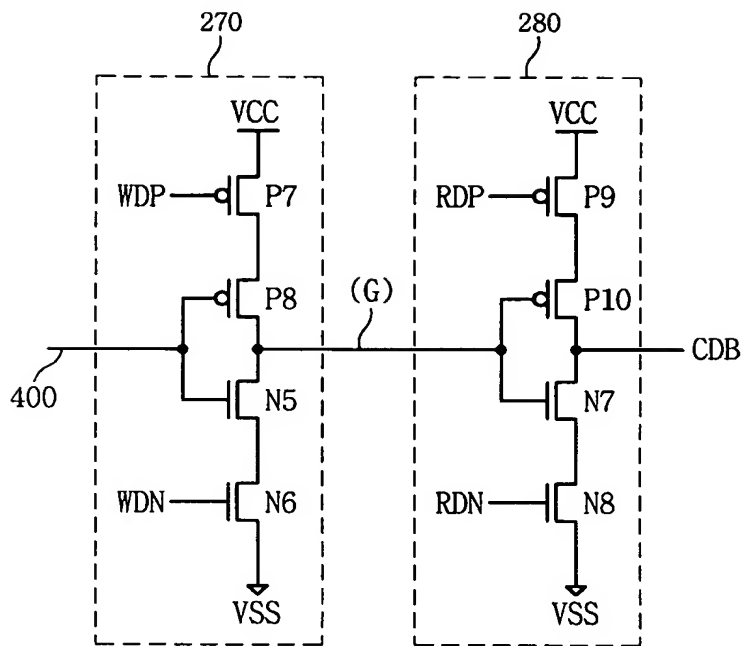 270
280
VCC
VCC
WDP
P7
RDP
P9
P8
(G)
P10
400
CDB
N5
N7
WDN
N6
RDN
N8
VSS
VSS